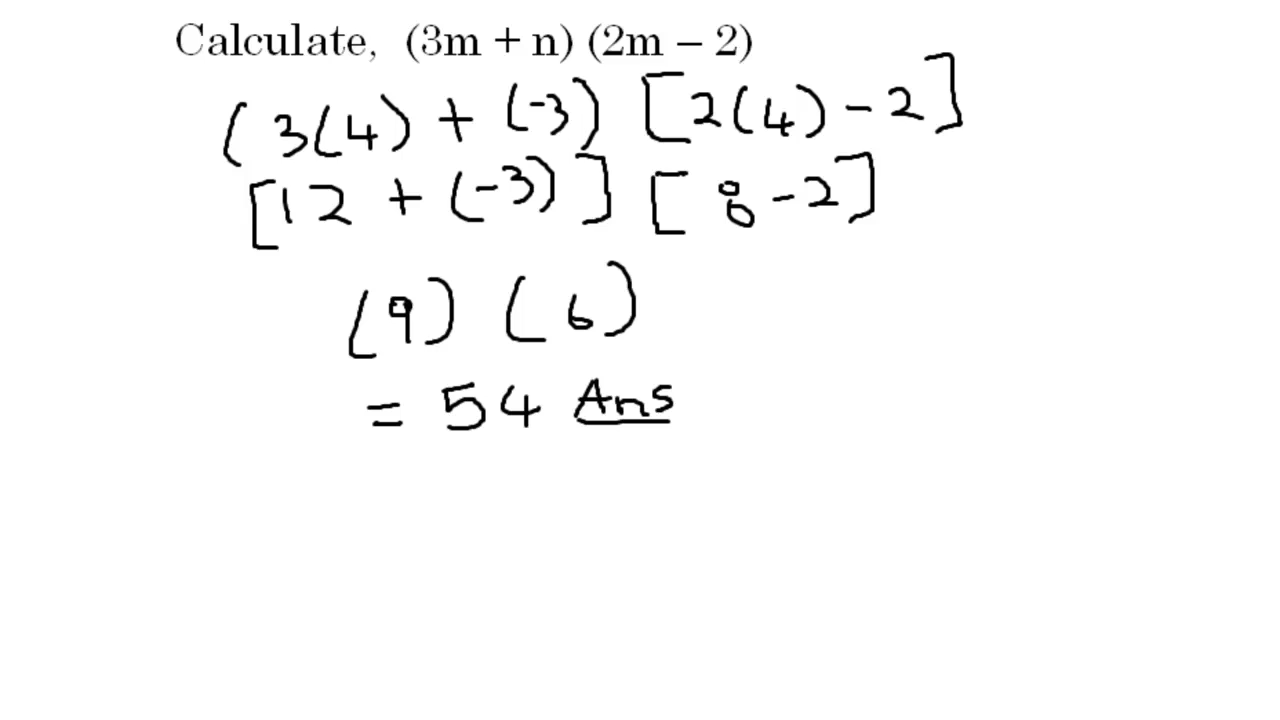 Calculate, (3m + n) (2m – 2)
(3(4) + (-3) [2(4) - 2]
[12 + (-3)] [8 - 2]
(9) (6)
= 54 Ans